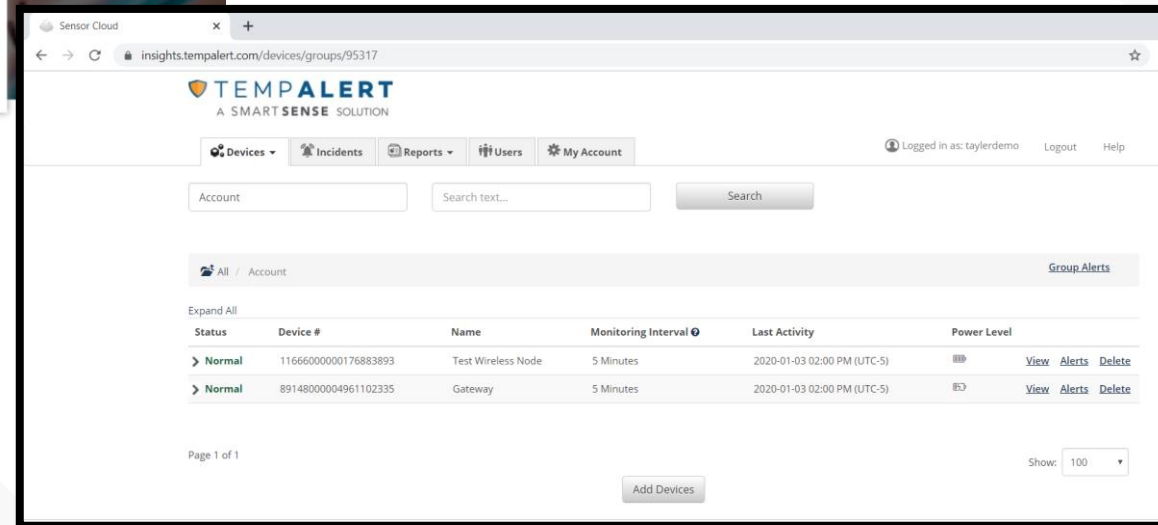 Sensor Cloud
insights.tempalert.com/devices/groups/95317
TEMPALERT
A SMARTSENSE SOLUTION
Devices Incidents Reports Users My Account Logged in as: taylerdemo Logout Help
Account Search text... Search
All / Account Group Alerts
Expand All
Status Device # Name Monitoring Interval Last Activity Power Level
Normal 11666000000176883893 Test Wireless Node 5 Minutes 2020-01-03 02:00 PM (UTC-5) View Alerts Delete
Normal 89148000004961102335 Gateway 5 Minutes 2020-01-03 02:00 PM (UTC-5) View Alerts Delete
Page 1 of 1 Show: 100
Add Devices